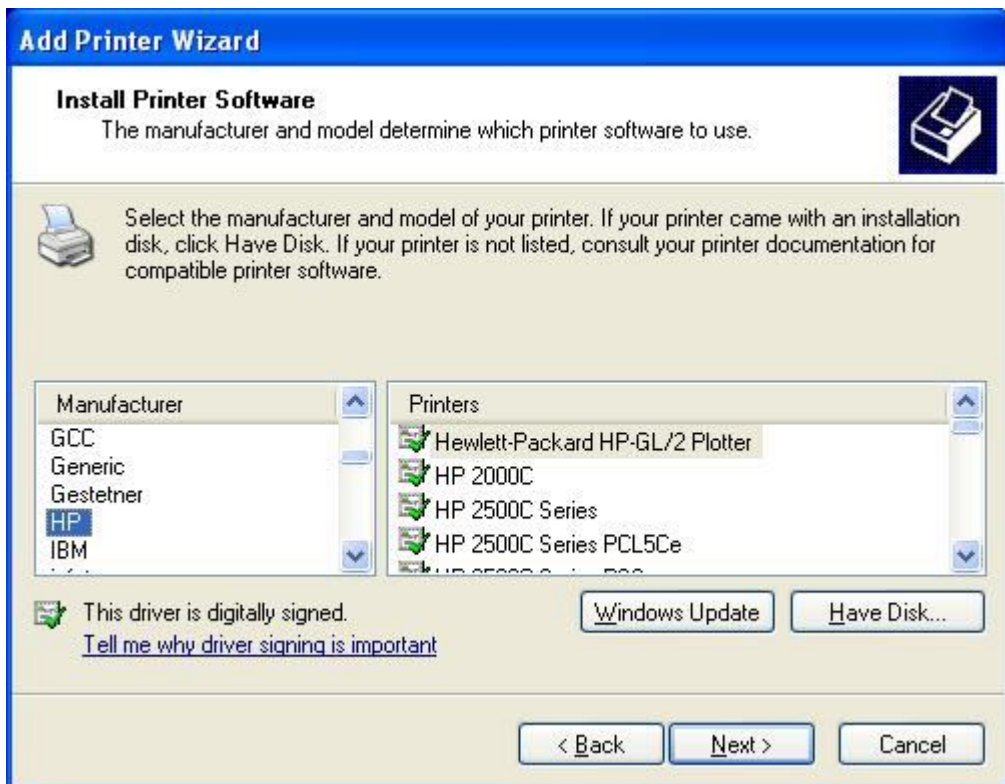 Add Printer Wizard
Install Printer Software
The manufacturer and model determine which printer software to use.
Select the manufacturer and model of your printer. If your printer came with an installation
disk, click Have Disk. If your printer is not listed, consult your printer documentation for
compatible printer software.
Manufacturer
GCC
Generic
Gestetner
HP
IBM
Printers
Hewlett-Packard HP-GL/2 Plotter
HP 2000C
HP 2500C Series
HP 2500C Series PCL5Ce
This driver is digitally signed.
Tell me why driver signing is important
Windows Update
Have Disk...
< Back
Next >
Cancel